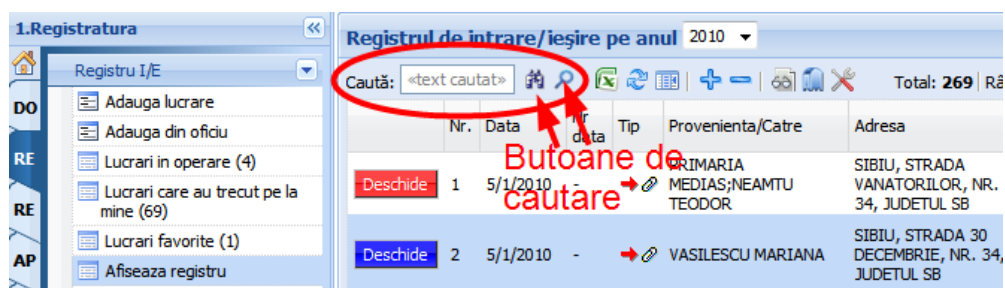 1.Registratura
Registru I/E
DO
RE
RE
AP
Adauga lucrare
Adauga din oficiu
Lucrari in operare (4)
Lucrari care au trecut pe la
mine (69)
Lucrari favorite (1)
Afiseaza registru
Registrul de intrare/ieşire pe anul 2010
Caută: «text cautat» Total: 269
Nr. Data Nr
data Tip Provenienta/Catre Adresa
Butoane de
cautare
Deschide 1 5/1/2010 - PRIMARIA
MEDIAS;NEAMTU
TEODOR
SIBIU, STRADA
VANATORILOR, NR.
34, JUDETUL SB
Deschide 2 5/1/2010 - VASILESCU MARIANA
SIBIU, STRADA 30
DECEMBRIE, NR. 34,
JUDETUL SB